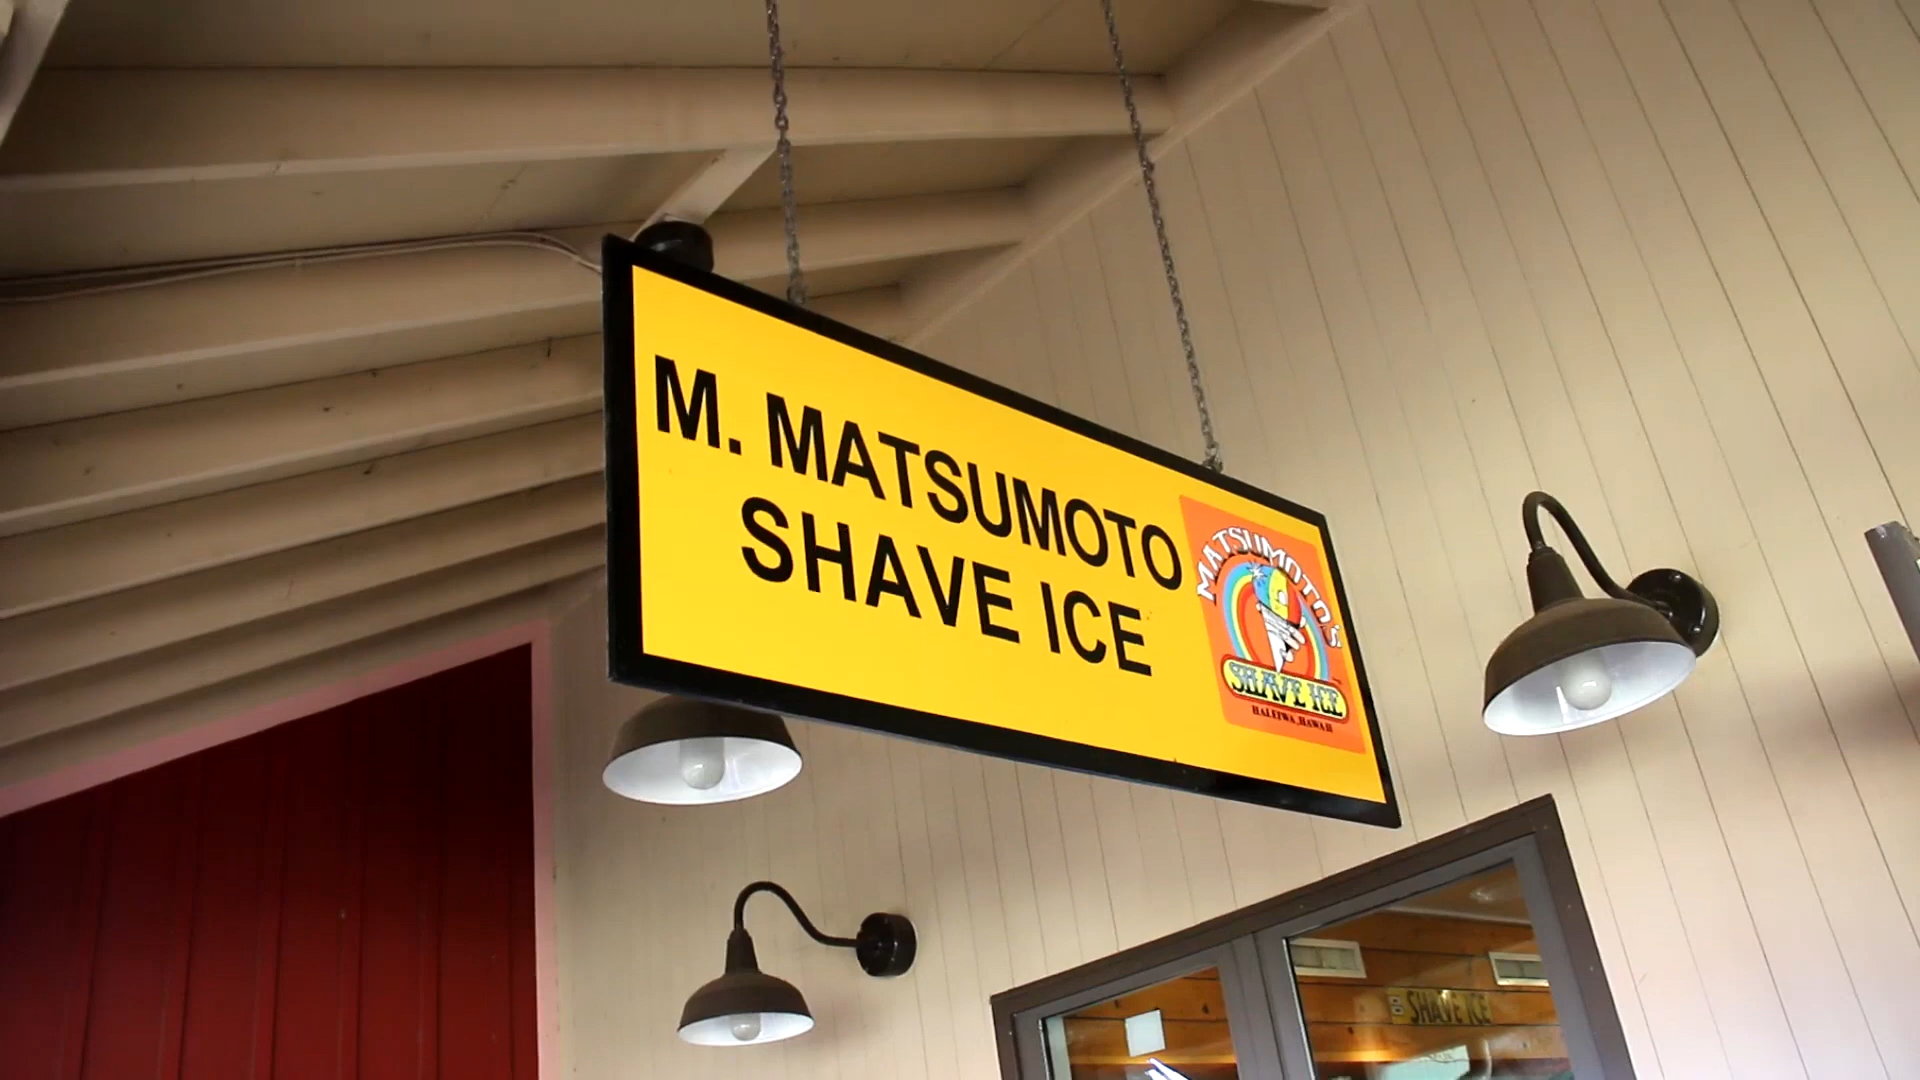 M. MATSUMOTO
SHAVE ICE
MATSUMOTO'S
SHAVE ICE
HALEIWA, HAWAII
SHAVE ICE